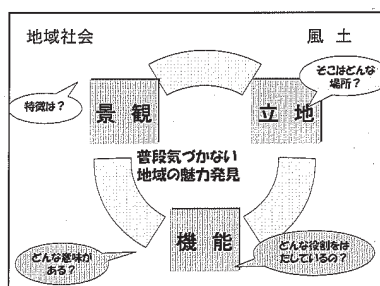 地域社会
風土
そこはどんな
場所？
特徴は？
景観
立地
普段気づかない
地域の魅力発見
機能
どんな意味が
ある？
どんな役割をは
たしているの？